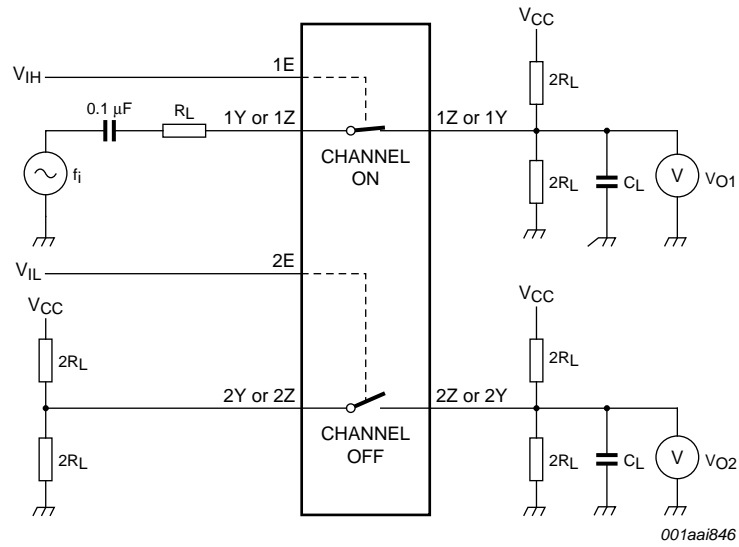 VCC
VIH
1E
2RL
0.1 μF
RL
1Y or 1Z
1Z or 1Y
fi
CHANNEL
ON
2RL
CL
V
VO1
VIL
2E
VCC
VCC
2RL
2RL
2Y or 2Z
2Z or 2Y
2RL
CHANNEL
OFF
2RL
CL
V
VO2
001aai846